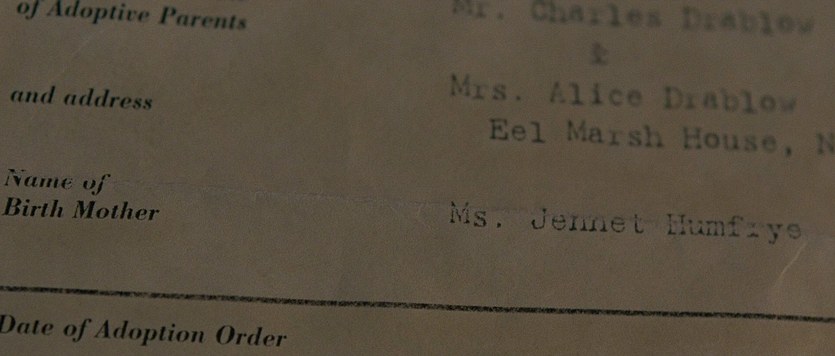 of Adoptive Parents Mr. Charles Drablow
&
and address Mrs. Alice Drablow
Eel Marsh House,
Name of
Birth Mother Ms. Jennet Humfrye
Date of Adoption Order